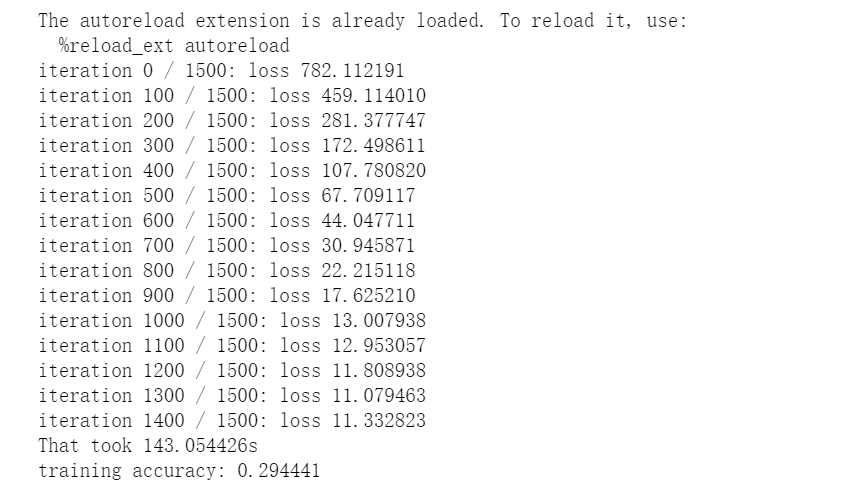 The autoreload extension is already loaded. To reload it, use:
  %reload_ext autoreload
iteration 0 / 1500: loss 782.112191
iteration 100 / 1500: loss 459.114010
iteration 200 / 1500: loss 281.377747
iteration 300 / 1500: loss 172.498611
iteration 400 / 1500: loss 107.780820
iteration 500 / 1500: loss 67.709117
iteration 600 / 1500: loss 44.047711
iteration 700 / 1500: loss 30.945871
iteration 800 / 1500: loss 22.215118
iteration 900 / 1500: loss 17.625210
iteration 1000 / 1500: loss 13.007938
iteration 1100 / 1500: loss 12.953057
iteration 1200 / 1500: loss 11.808938
iteration 1300 / 1500: loss 11.079463
iteration 1400 / 1500: loss 11.332823
That took 143.054426s
training accuracy: 0.294441